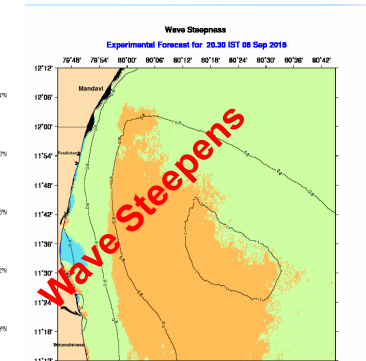 Wave Steepness
Experimental Forecast for 20.30 IST 06 Sep 2016
79°48' 79°54' 80°00' 80°06' 80°12' 80°18' 80°24' 80°30' 80°36' 80°42'
12°12'
Mandavi
12°06'
12°00'
11°54'
11°48'
11°42'
11°36'
11°30'
11°24'
11°18'
11°12'
Wave Steepens